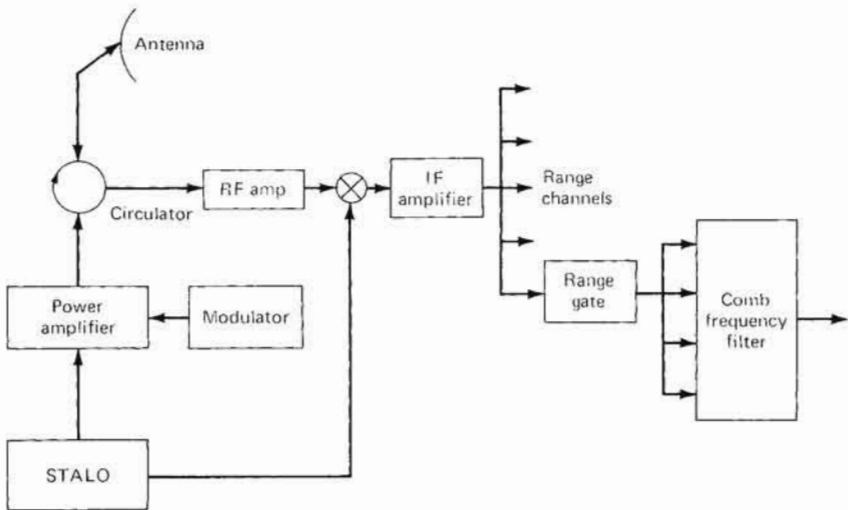 Antenna
RF amp
IF
amplifier
Range
channels
Circulator
Range
gate
Comb
frequency
filter
Power
amplifier
Modulator
STALO